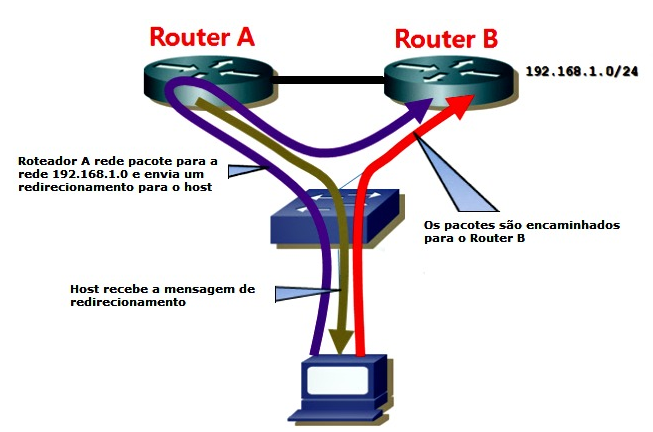 Router A
Router B
192.168.1.0/24
Roteador A rede pacote para a
rede 192.168.1.0 e envia um
redirecionamento para o host
Os pacotes são encaminhados
para o Router B
Host recebe a mensagem de
redirecionamento